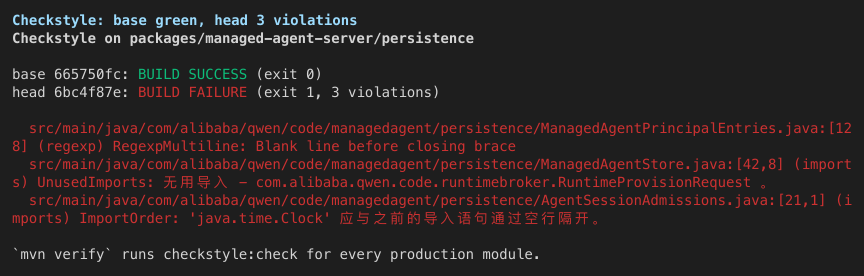 Checkstyle: base green, head 3 violations
Checkstyle on packages/managed-agent-server/persistence
base 665750fc: BUILD SUCCESS (exit 0)
head 6bc4f87e: BUILD FAILURE (exit 1, 3 violations)
src/main/java/com/alibaba/qwen/code/managedagent/persistence/ManagedAgentPrincipalEntries.java:[12
8] (regexp) RegexpMultiline: Blank line before closing brace
src/main/java/com/alibaba/qwen/code/managedagent/persistence/ManagedAgentStore.java:[42,8] (import
s) UnusedImports: 无用导入 - com.alibaba.qwen.code.runtimebroker.RuntimeProvisionRequest 。
src/main/java/com/alibaba/qwen/code/managedagent/persistence/AgentSessionAdmissions.java:[21,1] (i
mports) ImportOrder: 'java.time.Clock' 应与之前的导入语句通过空行隔开。
`mvn verify` runs checkstyle:check for every production module.